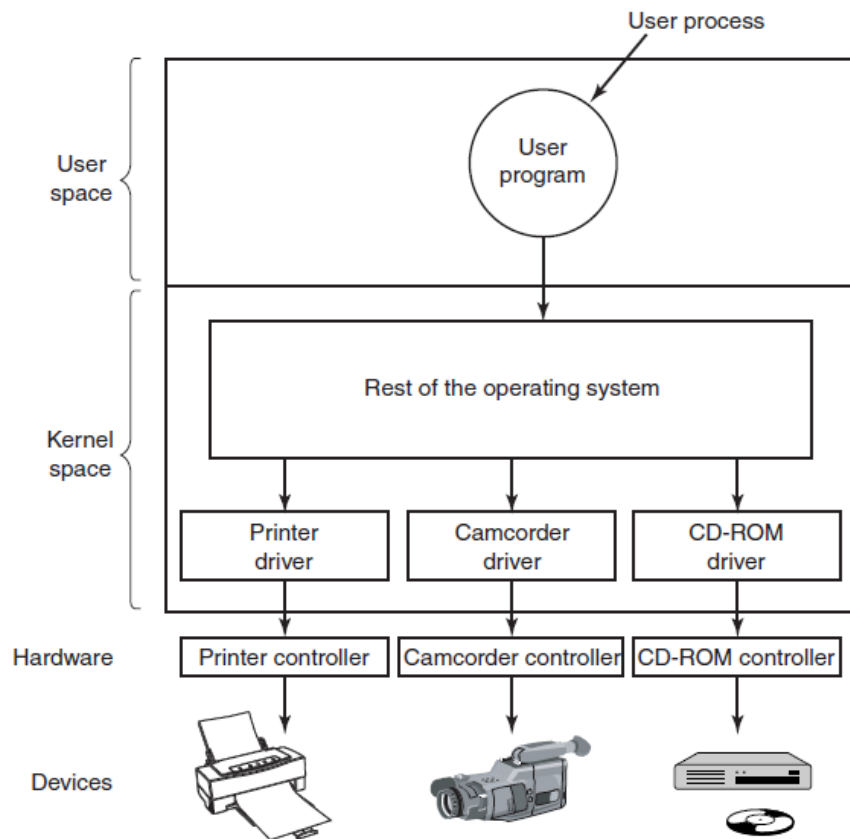 User process
User
program
User
space
Rest of the operating system
Kernel
space
Printer
driver
Camcorder
driver
CD-ROM
driver
Hardware
Printer controller
Camcorder controller
CD-ROM controller
Devices